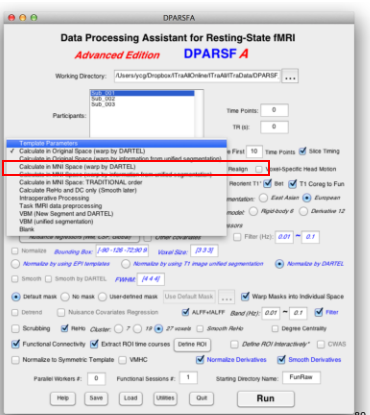 DPARSFA
Data Processing Assistant for Resting-State fMRI
Advanced Edition DPARSF A
Working Directory: /Users/ycg/Dropbox/ITraAllOnline/ITraAll/ITraData/DPARSF ...
Sub_001
Sub_002
Sub_003
Participants:
Time Points: 0
TR (s): 0
Template Parameters
✓ Calculate in Original Space (warp by DARTEL)
Calculate in Original Space (warp by information from unified segmentation)
Calculate in MNI Space (warp by DARTEL)
Calculate in MNI Space (warp by information from unified segmentation)
Calculate in MNI Space: TRADITIONAL order
Calculate ReHo and DC only (Smooth later)
Intraoperative Processing
Task fMRI data preprocessing
VBM (New Segment and DARTEL)
VBM (unified segmentation)
Blank
First 10 Time Points Slice Timing
Realign Voxel-Specific Head Motion
Reorient T1* Bet T1 Coreg to Fun
East Asian European
model: Rigid-body 6 Derivative 12
Filter (Hz): 0.01 ~ 0.1
Normalize Bounding Box: [-90 -126 -72;90 Voxel Size: [3 3 3]
Normalize by using EPI templates Normalize by using T1 image unified segmentation Normalize by DARTEL
Smooth Smooth by DARTEL FWHM: [4 4 4]
Default mask No mask User-defined mask Use Default Mask ... Warp Masks into Individual Space
Detrend Nuisance Covariates Regression ALFF+fALFF Band (Hz): 0.01 ~ 0.1 Filter
Scrubbing ReHo Cluster: 7 19 27 voxels Smooth ReHo Degree Centrality
Functional Connectivity Extract ROI time courses Define ROI Define ROI Interactively* CWAS
Normalize to Symmetric Template VMHC Normalize Derivatives Smooth Derivatives
Parallel Workers #: 0 Functional Sessions #: 1 Starting Directory Name: FunRaw
Help Save Load Utilities Quit Run